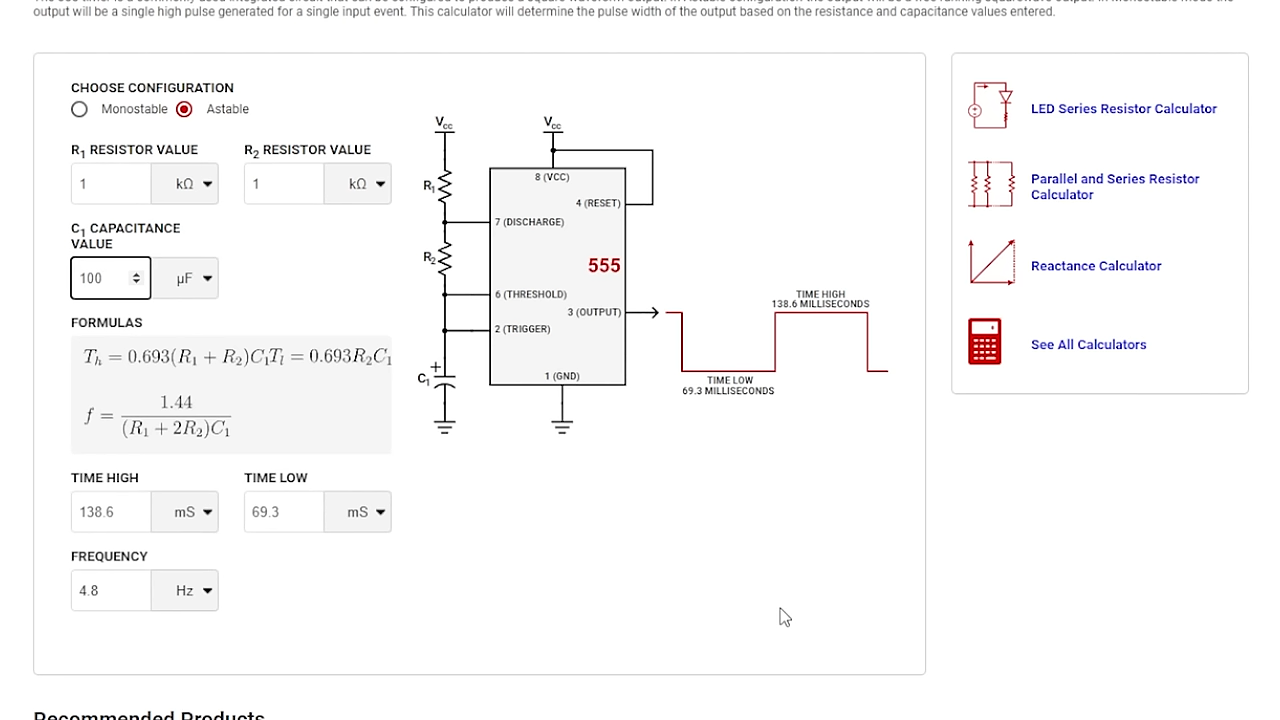 output will be a single high pulse generated for a single input event. This calculator will determine the pulse width of the output based on the resistance and capacitance values entered.
CHOOSE CONFIGURATION
Monostable Astable
R₁ RESISTOR VALUE R₂ RESISTOR VALUE
1 kΩ 1 kΩ
C₁ CAPACITANCE
VALUE
100 µF
FORMULAS
Tₕ = 0.693(R₁ + R₂)C₁Tₗ = 0.693R₂C₁
f = 1.44 / (R₁ + 2R₂)C₁
TIME HIGH TIME LOW
138.6 mS 69.3 mS
FREQUENCY
4.8 Hz
Vcc Vcc
8 (VCC)
R₁
4 (RESET)
7 (DISCHARGE)
R₂
555
6 (THRESHOLD)
3 (OUTPUT)
2 (TRIGGER)
+
C₁
1 (GND)
TIME HIGH
138.6 MILLISECONDS
TIME LOW
69.3 MILLISECONDS
LED Series Resistor Calculator
Parallel and Series Resistor
Calculator
Reactance Calculator
See All Calculators
Recommended Products